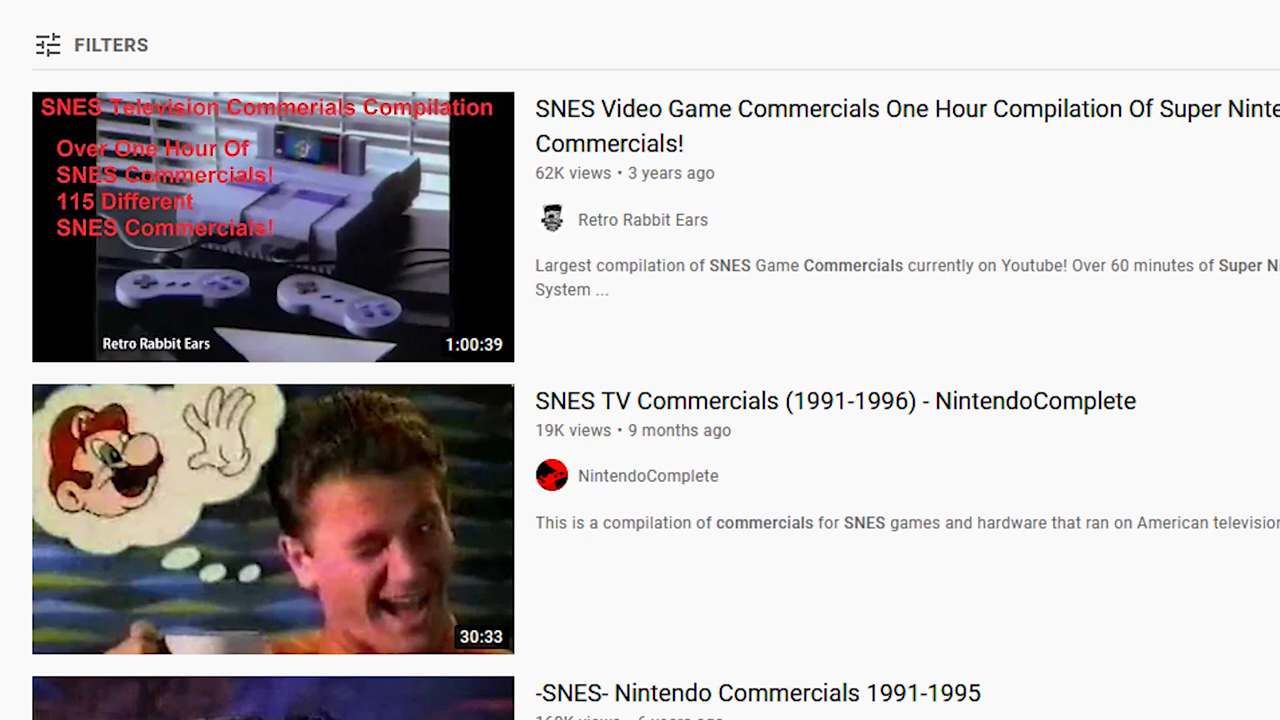 FILTERS
SNES Television Commerials Compilation
Over One Hour Of
SNES Commercials!
115 Different
SNES Commercials!
Retro Rabbit Ears
1:00:39
SNES Video Game Commercials One Hour Compilation Of Super Ninte
Commercials!
62K views • 3 years ago
Retro Rabbit Ears
Largest compilation of SNES Game Commercials currently on Youtube! Over 60 minutes of Super N
System ...
30:33
SNES TV Commercials (1991-1996) - NintendoComplete
19K views • 9 months ago
NintendoComplete
This is a compilation of commercials for SNES games and hardware that ran on American television
-SNES- Nintendo Commercials 1991-1995